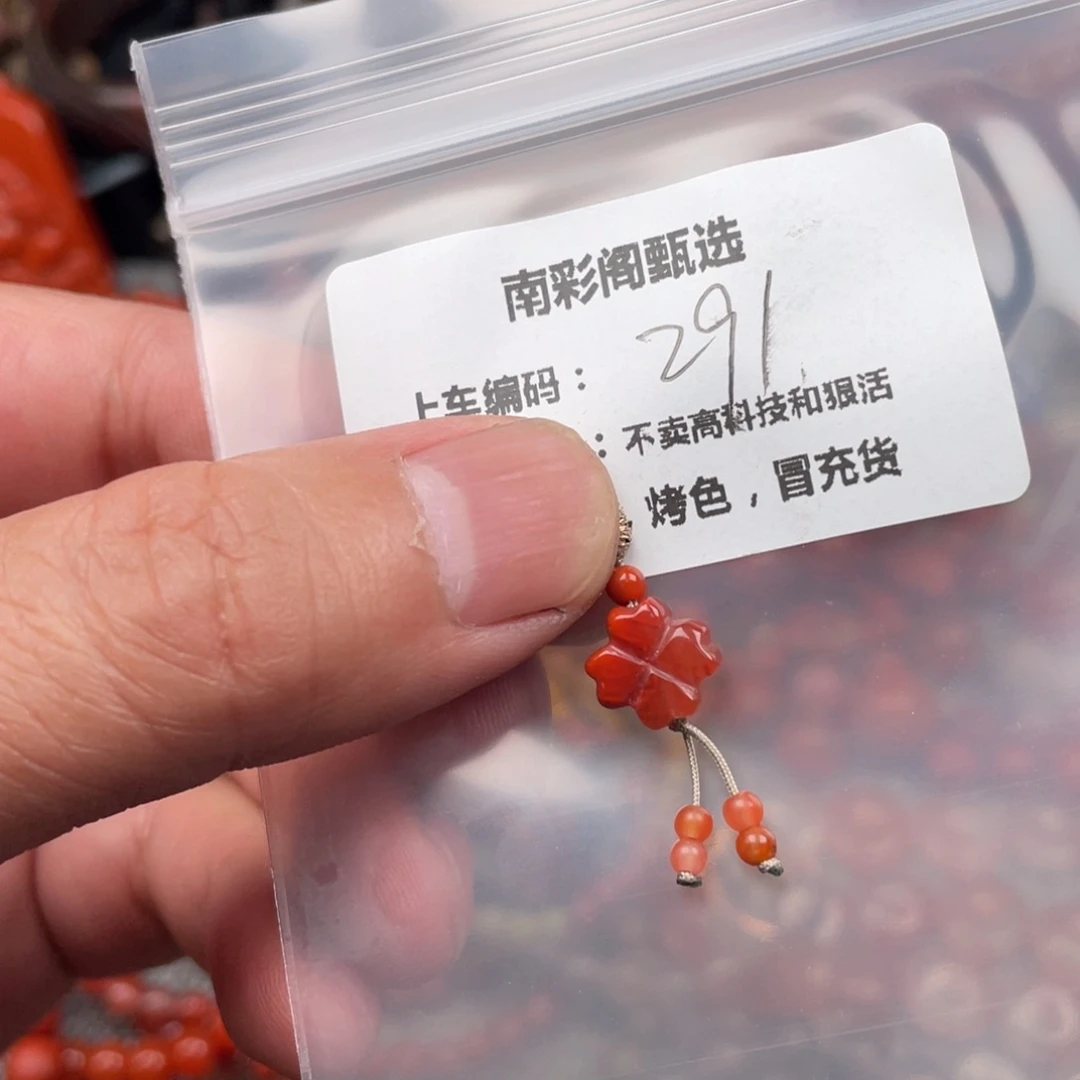 南彩阁甄选
上车编码： 291
：不卖高科技和狠活
烤色，冒充货